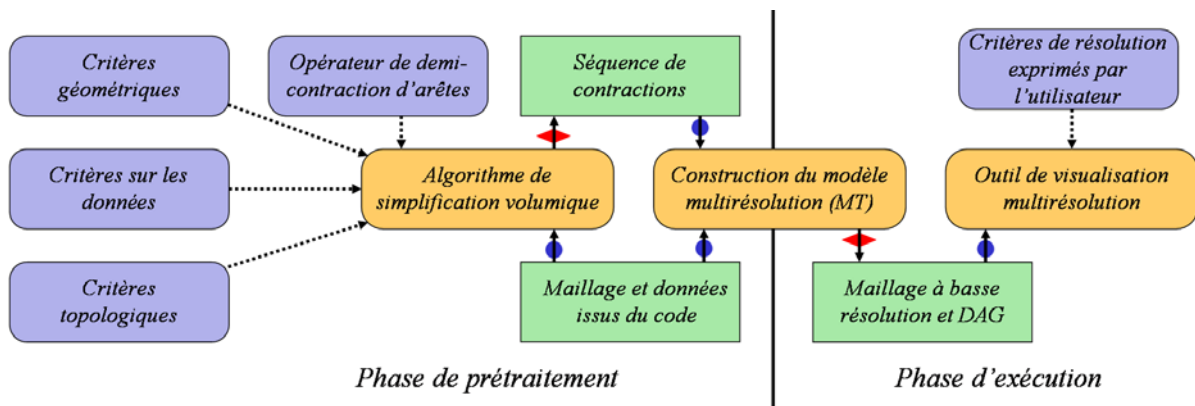 Critères
géométriques
Opérateur de demi-
contraction d'arêtes
Séquence de
contractions
Critères de résolution
exprimés par
l'utilisateur
Critères sur les
données
Algorithme de
simplification volumique
Construction du modèle
multirésolution (MT)
Outil de visualisation
multirésolution
Critères
topologiques
Maillage et données
issus du code
Maillage à basse
résolution et DAG
Phase de prétraitement
Phase d'exécution